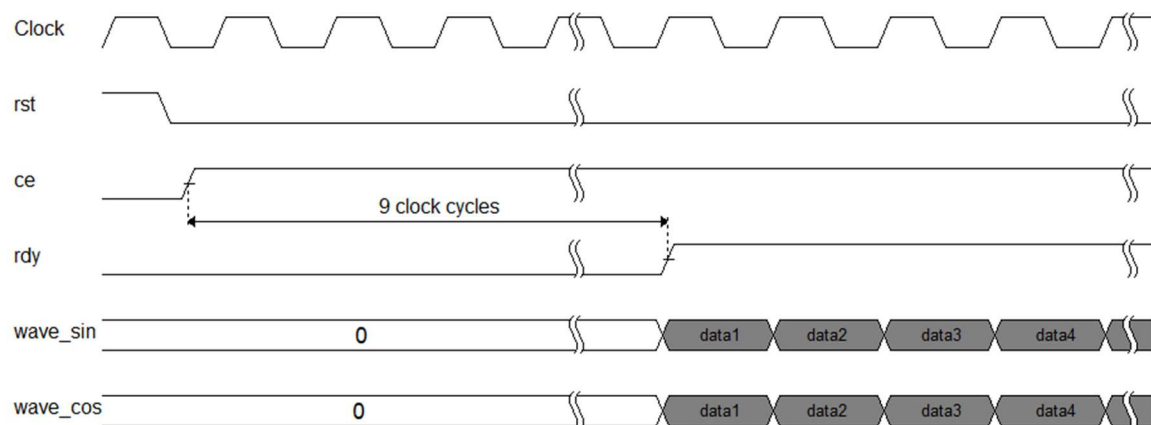 Clock
rst
ce
9 clock cycles
rdy
wave_sin 0 data1 data2 data3 data4
wave_cos 0 data1 data2 data3 data4